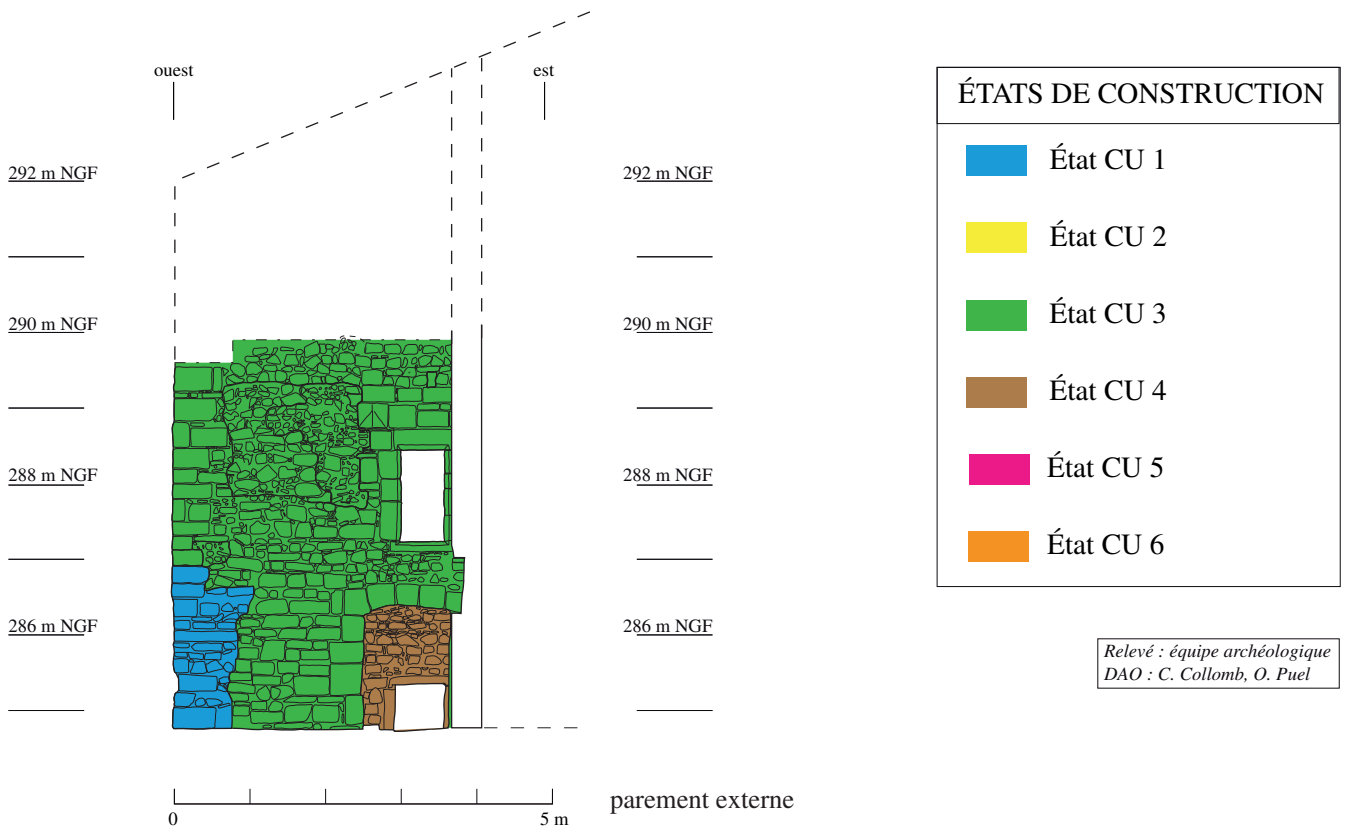 ouest
est
292 m NGF
292 m NGF
290 m NGF
290 m NGF
288 m NGF
288 m NGF
286 m NGF
286 m NGF
0
5 m
parement externe
ÉTATS DE CONSTRUCTION
État CU 1
État CU 2
État CU 3
État CU 4
État CU 5
État CU 6
Relevé : équipe archéologique
DAO : C. Collomb, O. Puel